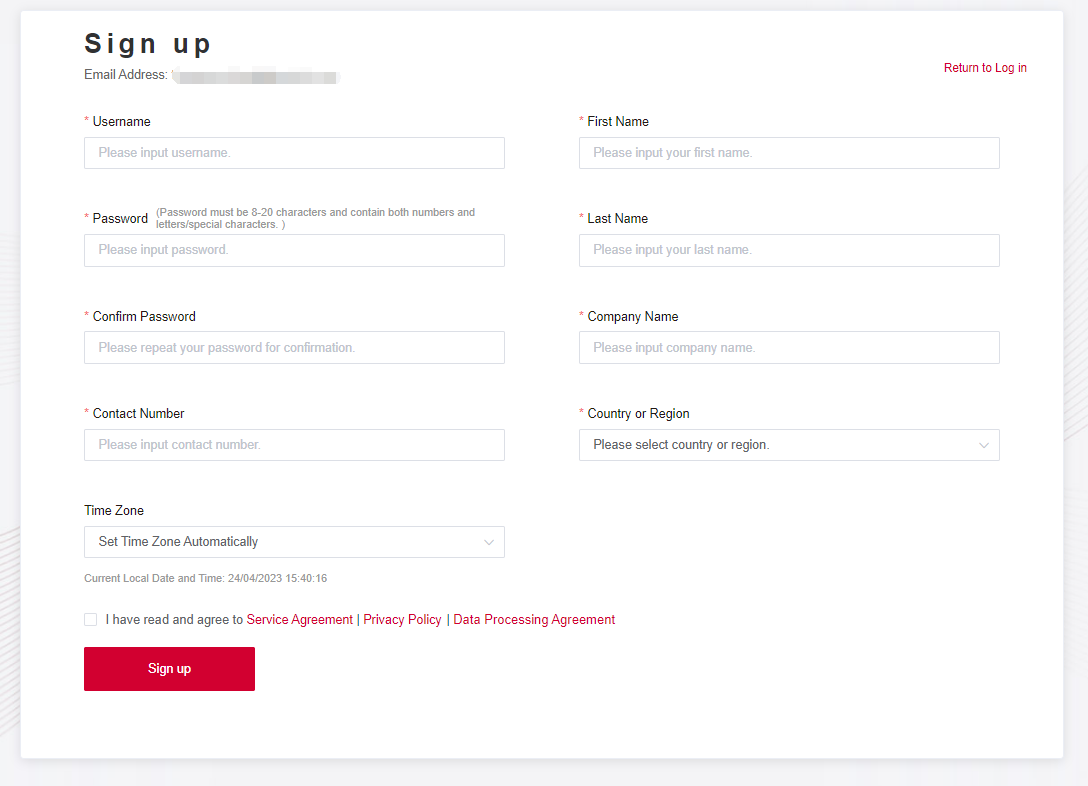 Sign up
Email Address:
Return to Log in
* Username
* First Name
Please input username.
Please input your first name.
* Password (Password must be 8-20 characters and contain both numbers and
letters/special characters. )
* Last Name
Please input password.
Please input your last name.
* Confirm Password
* Company Name
Please repeat your password for confirmation.
Please input company name.
* Contact Number
* Country or Region
Please input contact number.
Please select country or region.
Time Zone
Set Time Zone Automatically
Current Local Date and Time: 24/04/2023 15:40:16
I have read and agree to Service Agreement | Privacy Policy | Data Processing Agreement
Sign up